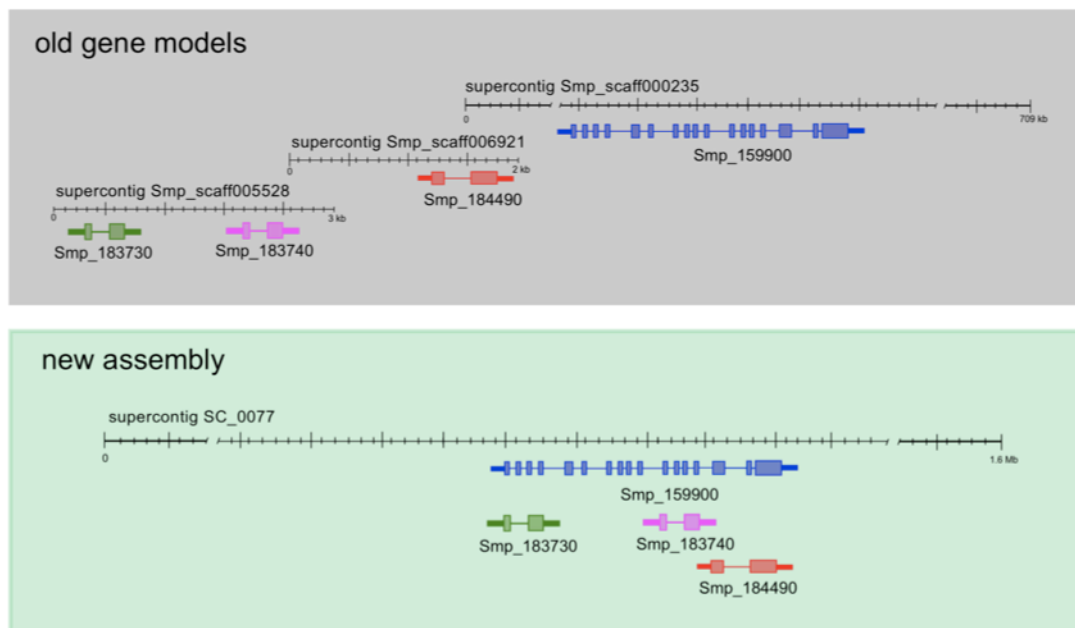 old gene models
supercontig Smp_scaff000235
0
709 kb
Smp_159900
supercontig Smp_scaff006921
0
2 kb
Smp_184490
supercontig Smp_scaff005528
0
3 kb
Smp_183730
Smp_183740
new assembly
supercontig SC_0077
0
1.6 Mb
Smp_159900
Smp_183730
Smp_183740
Smp_184490